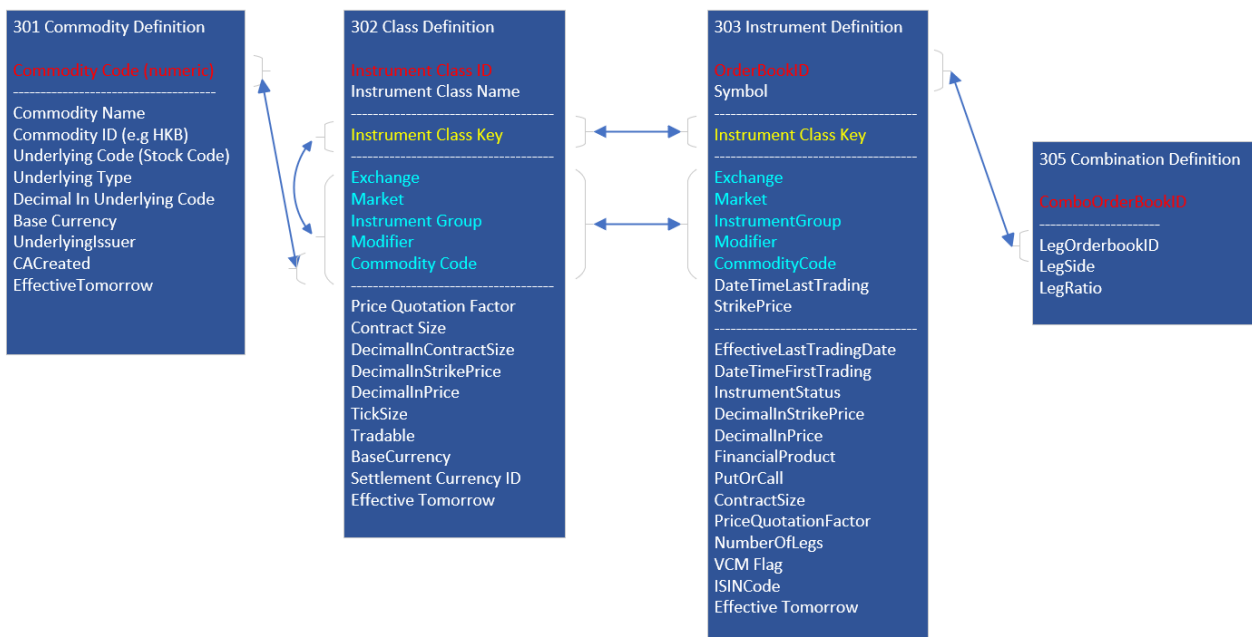 301 Commodity Definition
Commodity Code (numeric)
------------------------------------
Commodity Name
Commodity ID (e.g HKB)
Underlying Code (Stock Code)
Underlying Type
Decimal In Underlying Code
Base Currency
UnderlyingIssuer
CACreated
EffectiveTomorrow
302 Class Definition
Instrument Class ID
Instrument Class Name
------------------------------------
Instrument Class Key
------------------------------------
Exchange
Market
Instrument Group
Modifier
Commodity Code
------------------------------------
Price Quotation Factor
Contract Size
DecimalInContractSize
DecimalInStrikePrice
DecimalInPrice
TickSize
Tradable
BaseCurrency
Settlement Currency ID
Effective Tomorrow
303 Instrument Definition
OrderBookID
Symbol
------------------------------------
Instrument Class Key
------------------------------------
Exchange
Market
InstrumentGroup
Modifier
CommodityCode
DateTimeLastTrading
StrikePrice
------------------------------------
EffectiveLastTradingDate
DateTimeFirstTrading
InstrumentStatus
DecimalInStrikePrice
DecimalInPrice
FinancialProduct
PutOrCall
ContractSize
PriceQuotationFactor
NumberOfLegs
VCM Flag
ISINCode
Effective Tomorrow
305 Combination Definition
ComboOrderBookID
----------------------
LegOrderbookID
LegSide
LegRatio